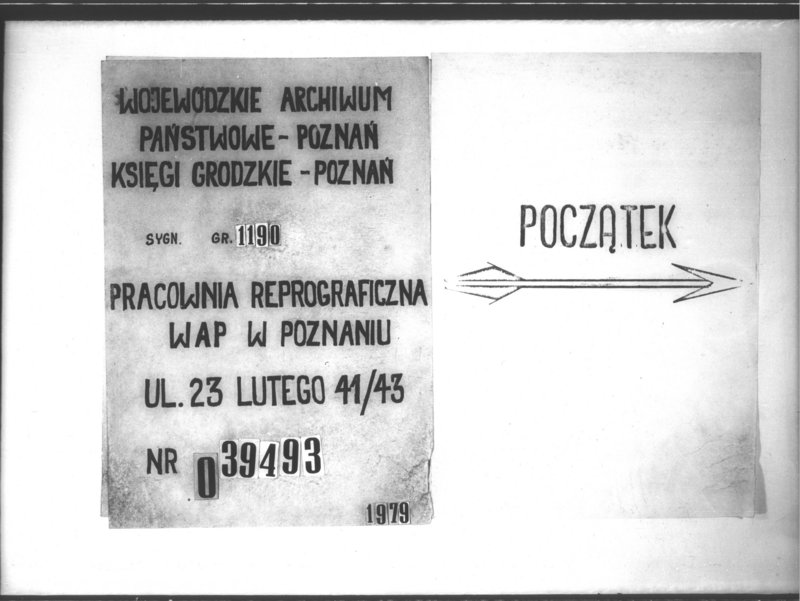 WOJEWÓDZKIE ARCHIWUM
PAŃSTWOWE - POZNAŃ
KSIĘGI GRODZKIE - POZNAŃ
SYGN. GR. 1190
PRACOWNIA REPROGRAFICZNA
WAP W POZNANIU
UL. 23 LUTEGO 41/43
NR 039493
1979
POCZĄTEK